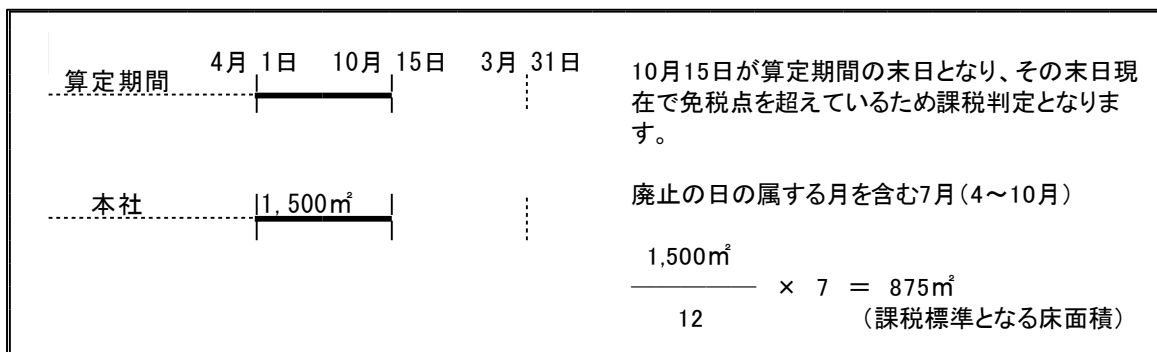 4月 1日 10月 15日 3月 31日
算定期間
本社 1,500㎡
10月15日が算定期間の末日となり、その末日現
在で免税点を超えているため課税判定となりま
す。
廃止の日の属する月を含む7月(4~10月)
1,500㎡
× 7 = 875㎡
12 (課税標準となる床面積)